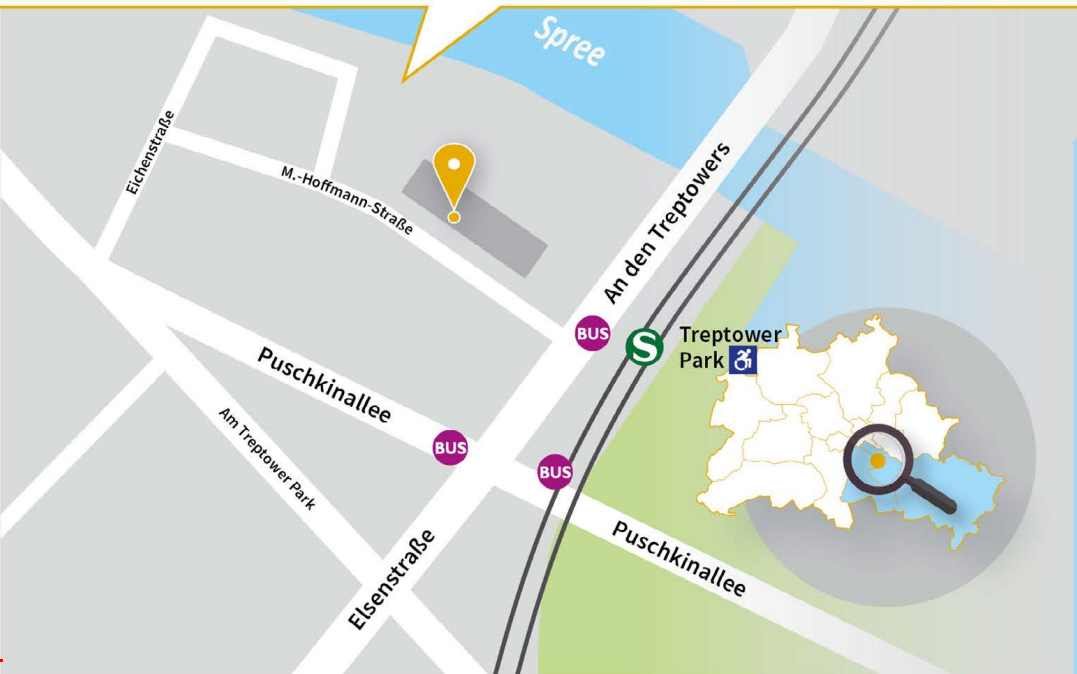 Spree
Eichenstraße
M.-Hoffmann-Straße
An den Treptowers
BUS
S
Treptower
Park
Puschkinallee
Am Treptower Park
BUS
BUS
Elsenstraße
Puschkinallee